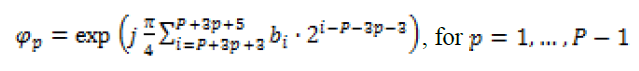 φ_p = exp (j π/4 ∑_{i=P+3p+3}^{P+3p+5} b_i · 2^{i−P−3p−3}), for p = 1, ..., P − 1